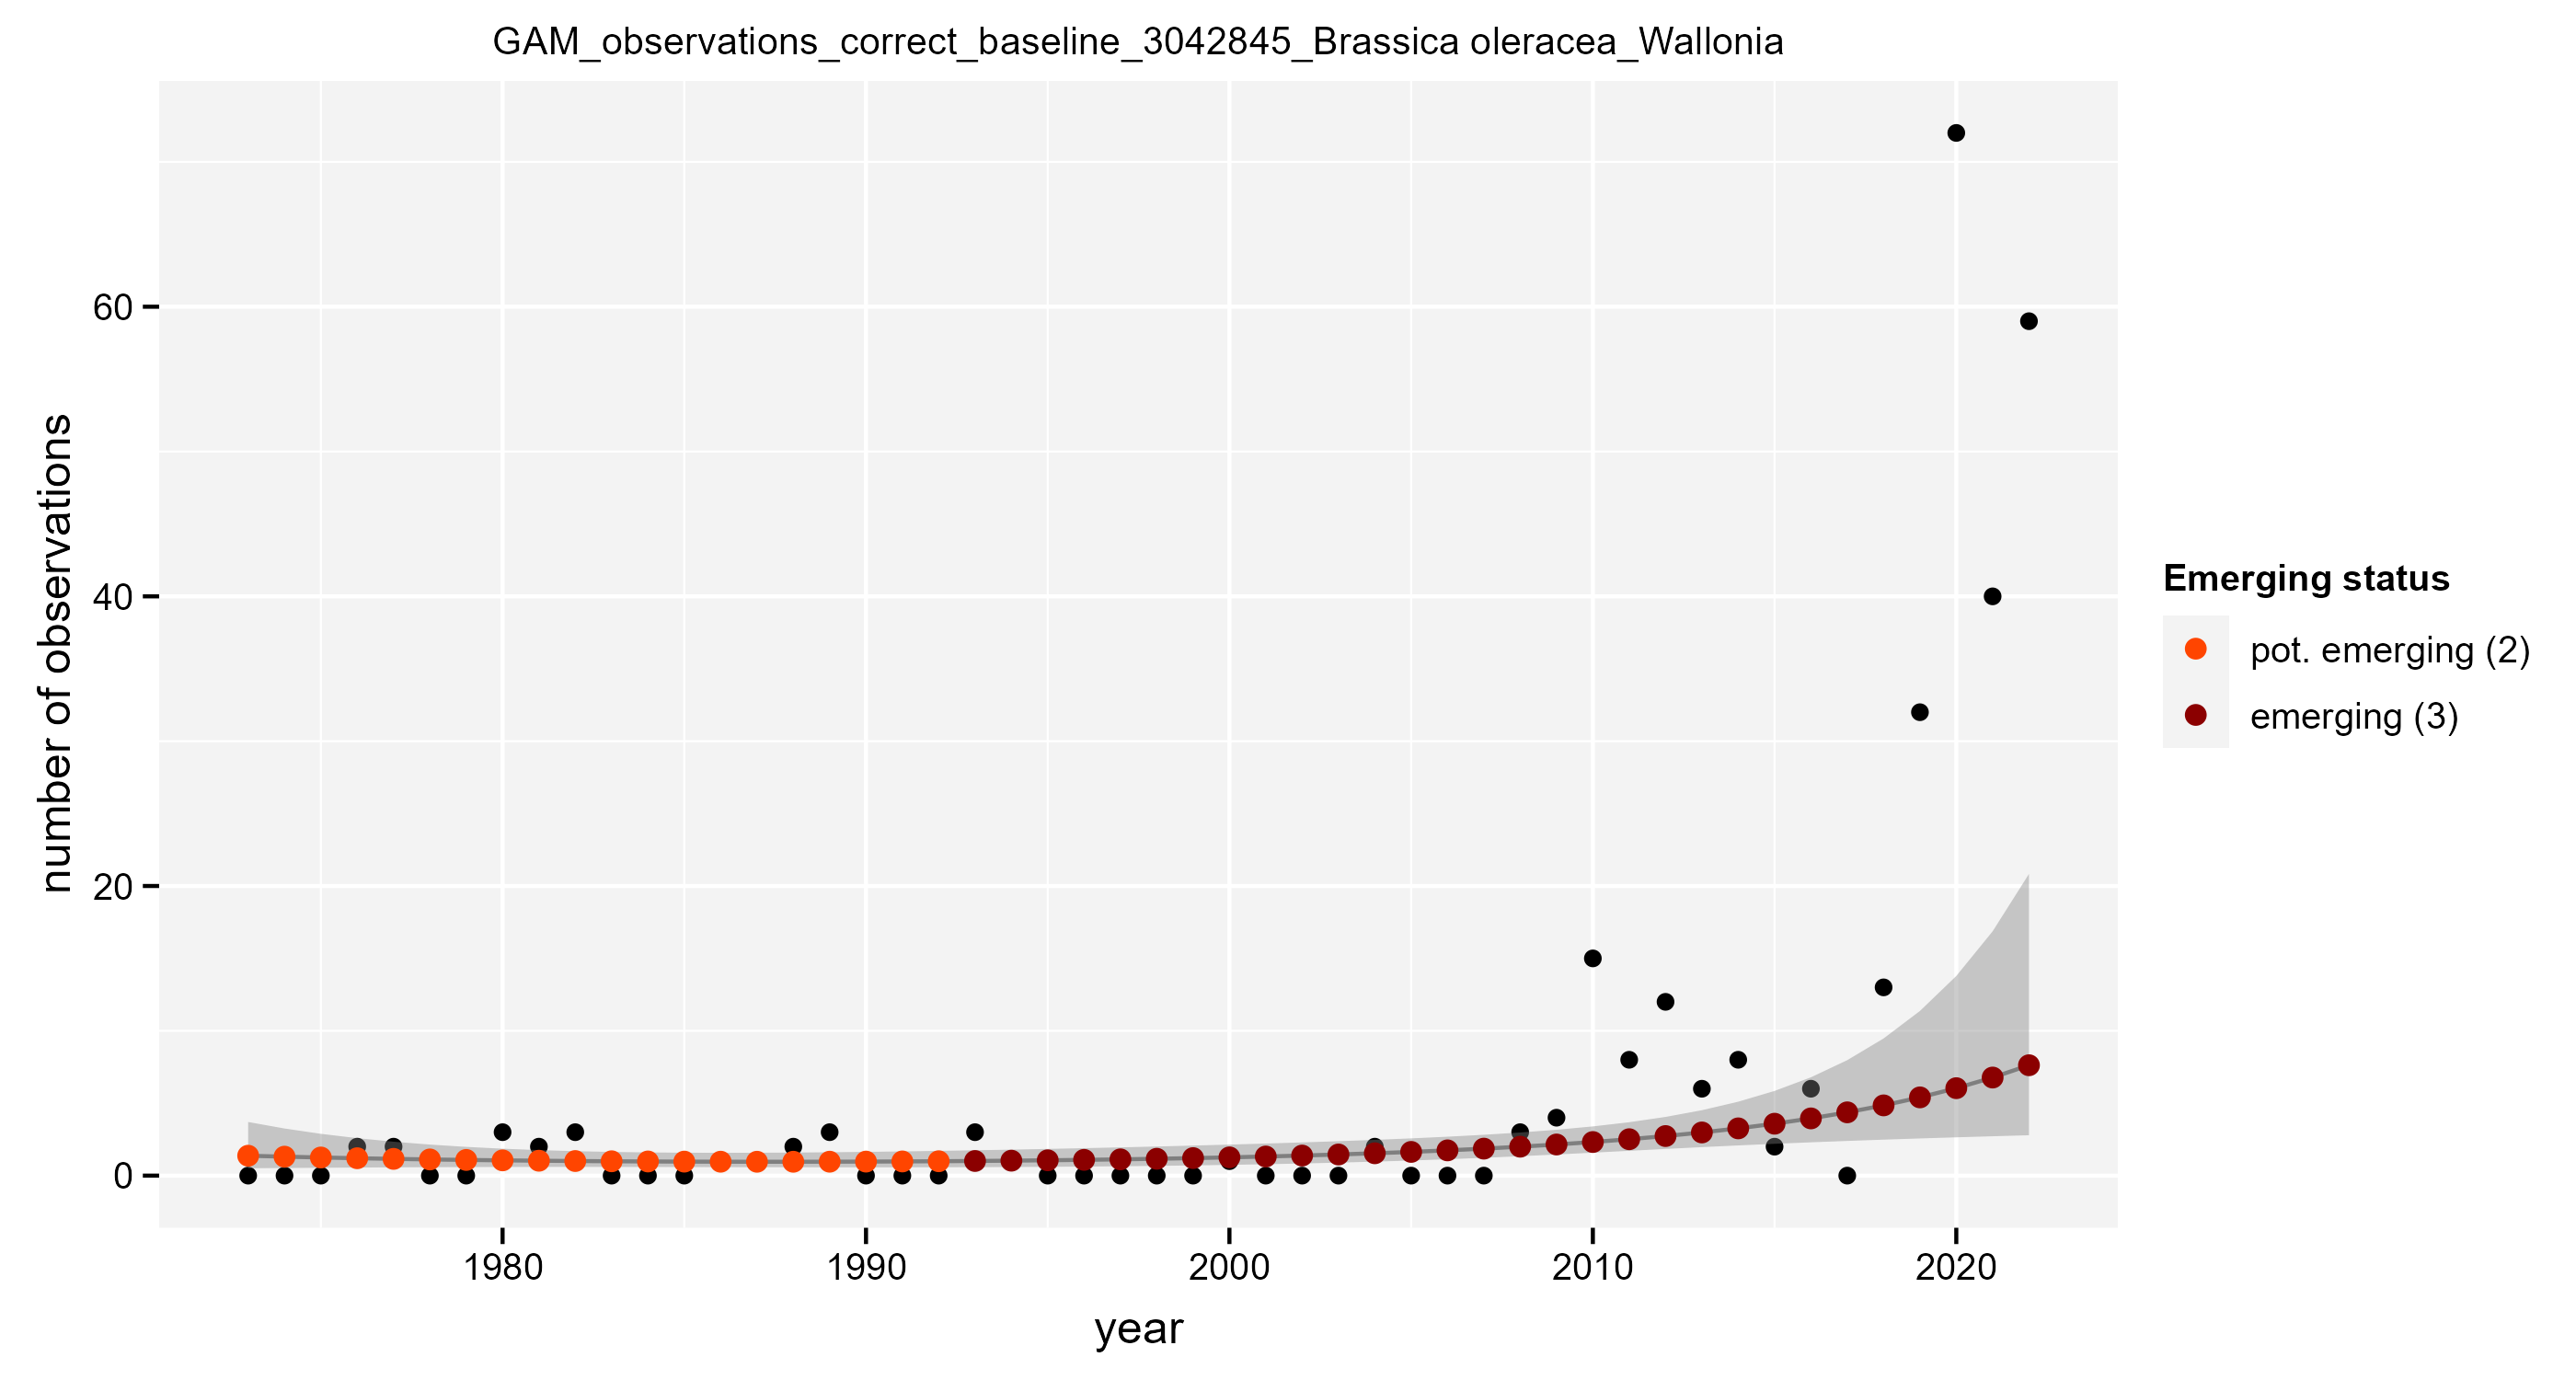 GAM_observations_correct_baseline_3042845_Brassica oleracea_Wallonia
number of observations
60
40
20
0
1980 1990 2000 2010 2020
year
Emerging status
pot. emerging (2)
emerging (3)